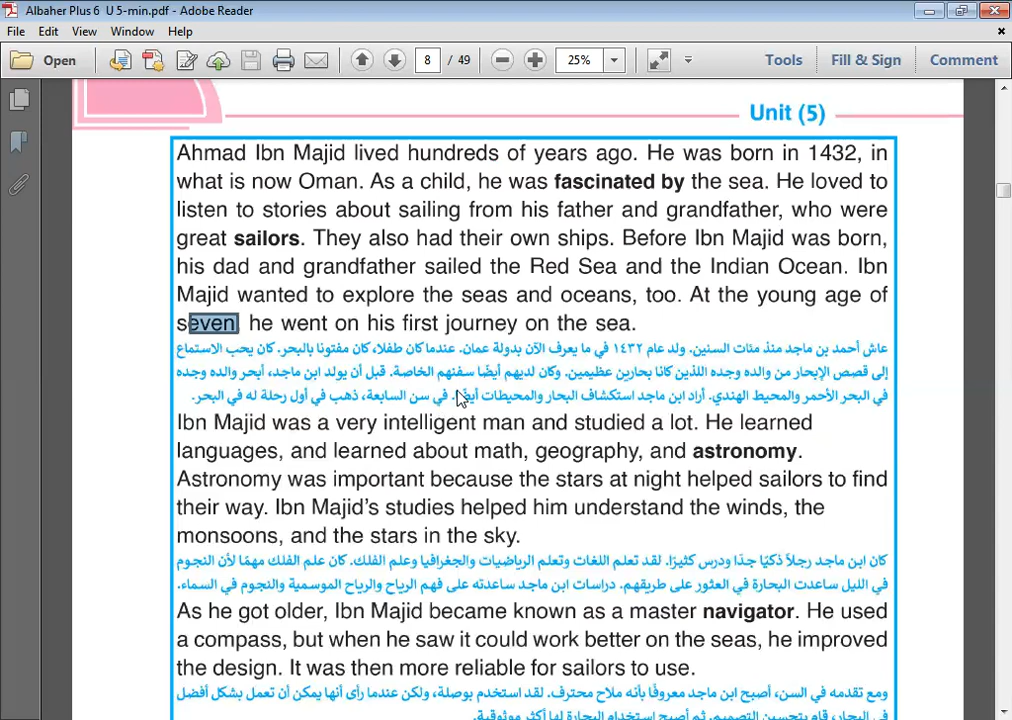 Albaher Plus 6 U 5-min.pdf - Adobe Reader
File Edit View Window Help
Open 8 / 49 25% Tools Fill & Sign Comment
Unit (5)
Ahmad Ibn Majid lived hundreds of years ago. He was born in 1432, in
what is now Oman. As a child, he was fascinated by the sea. He loved to
listen to stories about sailing from his father and grandfather, who were
great sailors. They also had their own ships. Before Ibn Majid was born,
his dad and grandfather sailed the Red Sea and the Indian Ocean. Ibn
Majid wanted to explore the seas and oceans, too. At the young age of
seven, he went on his first journey on the sea.
عاش أحمد بن ماجد منذ مئات السنين. ولد عام ١٤٣٢ في ما يعرف الآن بدولة عمان. عندما كان طفلا، كان مفتونا بالبحر. كان يحب الاستماع
إلى قصص الإبحار من والده وجده اللذين كانا بحارين عظيمين. وكان لديهم أيضًا سفنهم الخاصة. قبل أن يولد ابن ماجد، أبحر والده وجده
في البحر الأحمر والمحيط الهندي. أراد ابن ماجد استكشاف البحار والمحيطات أيضًا. في سن السابعة، ذهب في أول رحلة له في البحر.
Ibn Majid was a very intelligent man and studied a lot. He learned
languages, and learned about math, geography, and astronomy.
Astronomy was important because the stars at night helped sailors to find
their way. Ibn Majid's studies helped him understand the winds, the
monsoons, and the stars in the sky.
كان ابن ماجد رجلاً ذكيًا جدًا ودرس كثيرًا. لقد تعلم اللغات وتعلم الرياضيات والجغرافيا وعلم الفلك. كان علم الفلك مهمًا لأن النجوم
في الليل ساعدت البحارة في العثور على طريقهم. دراسات ابن ماجد ساعدته على فهم الرياح والرياح الموسمية والنجوم في السماء.
As he got older, Ibn Majid became known as a master navigator. He used
a compass, but when he saw it could work better on the seas, he improved
the design. It was then more reliable for sailors to use.
ومع تقدمه في السن، أصبح ابن ماجد معروفًا بأنه ملاح محترف. لقد استخدم بوصلة، ولكن عندما رأى أنها يمكن أن تعمل بشكل أفضل
في البحار، قام بتحسين التصميم. ثم أصبح استخدام البحارة لها أكثر موثوقية.